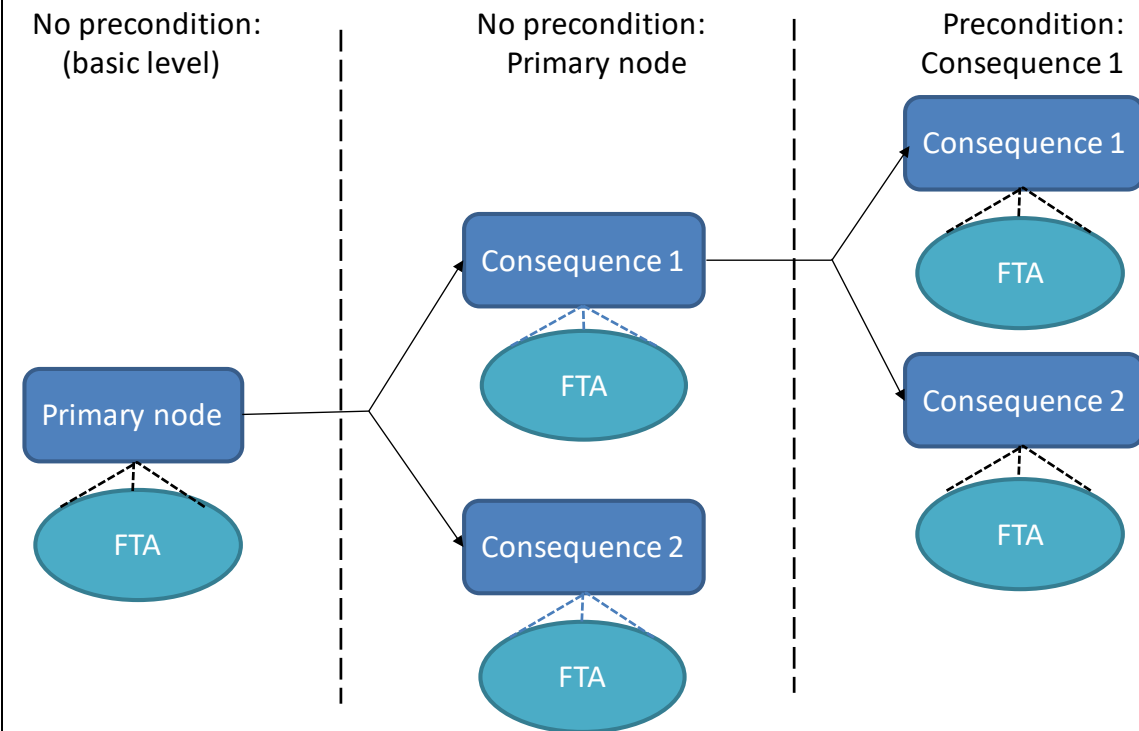 No precondition:
(basic level)
No precondition:
Primary node
Precondition:
Consequence 1
Primary node
FTA
Consequence 1
FTA
Consequence 2
FTA
Consequence 1
FTA
Consequence 2
FTA